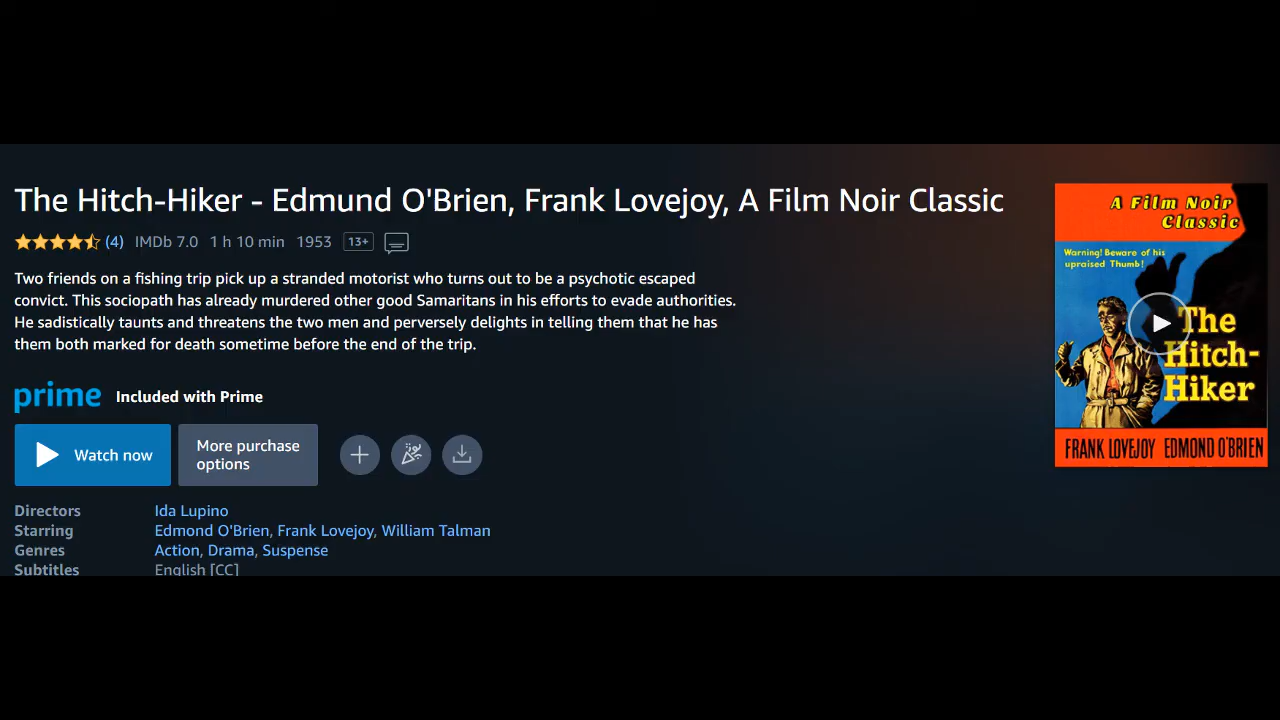 The Hitch-Hiker - Edmund O'Brien, Frank Lovejoy, A Film Noir Classic
(4) IMDb 7.0 1 h 10 min 1953 13+
Two friends on a fishing trip pick up a stranded motorist who turns out to be a psychotic escaped
convict. This sociopath has already murdered other good Samaritans in his efforts to evade authorities.
He sadistically taunts and threatens the two men and perversely delights in telling them that he has
them both marked for death sometime before the end of the trip.
prime Included with Prime
Watch now
More purchase
options
Directors Ida Lupino
Starring Edmond O'Brien, Frank Lovejoy, William Talman
Genres Action, Drama, Suspense
Subtitles English [CC]
A Film Noir
Classic
Warning! Beware of his
upraised Thumb!
The
Hitch-
Hiker
FRANK LOVEJOY EDMOND O'BRIEN